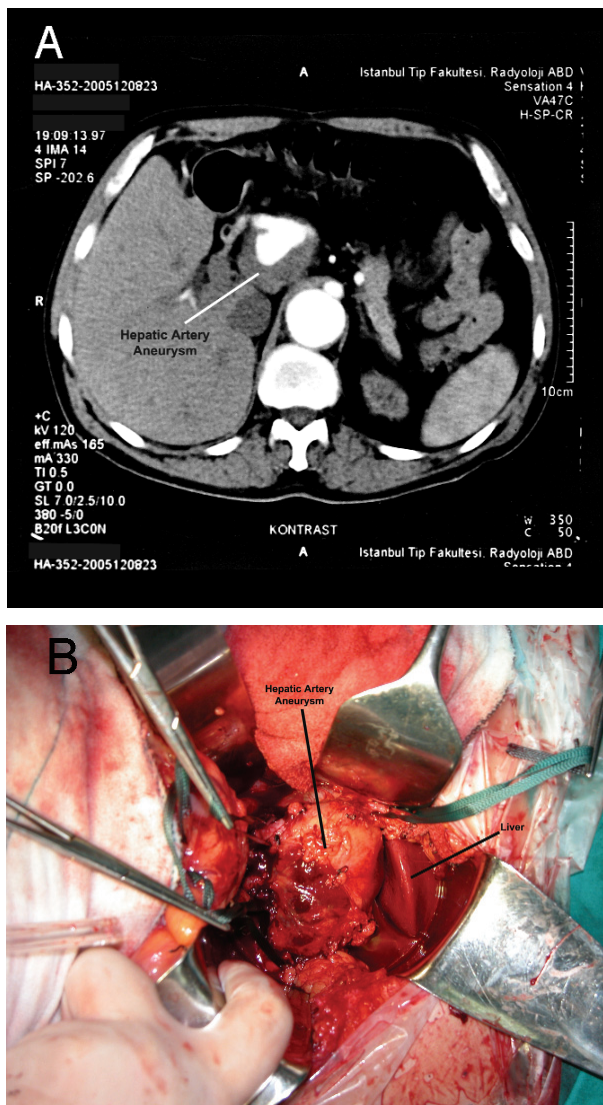 A
HA-352-2005120823
19:09:13 97
4 IMA 14
SPI 7
SP -202.6
A
Istanbul Tip Fakultesi, Radyoloji ABD
Sensation 4
VA47C
H-SP-CR
R
Hepatic Artery
Aneurysm
10cm
+C
kV 120
eff.mAs 165
mA 330
TI 0.5
GT 0.0
SL 7.0/2.5/10.0
380 -5/0
B20f L3C0N
KONTRAST
W 350
C 50
HA-352-2005120823
A
Istanbul Tip Fakultesi, Radyoloji ABD
Sensation 4
B
Hepatic Artery
Aneurysm
Liver